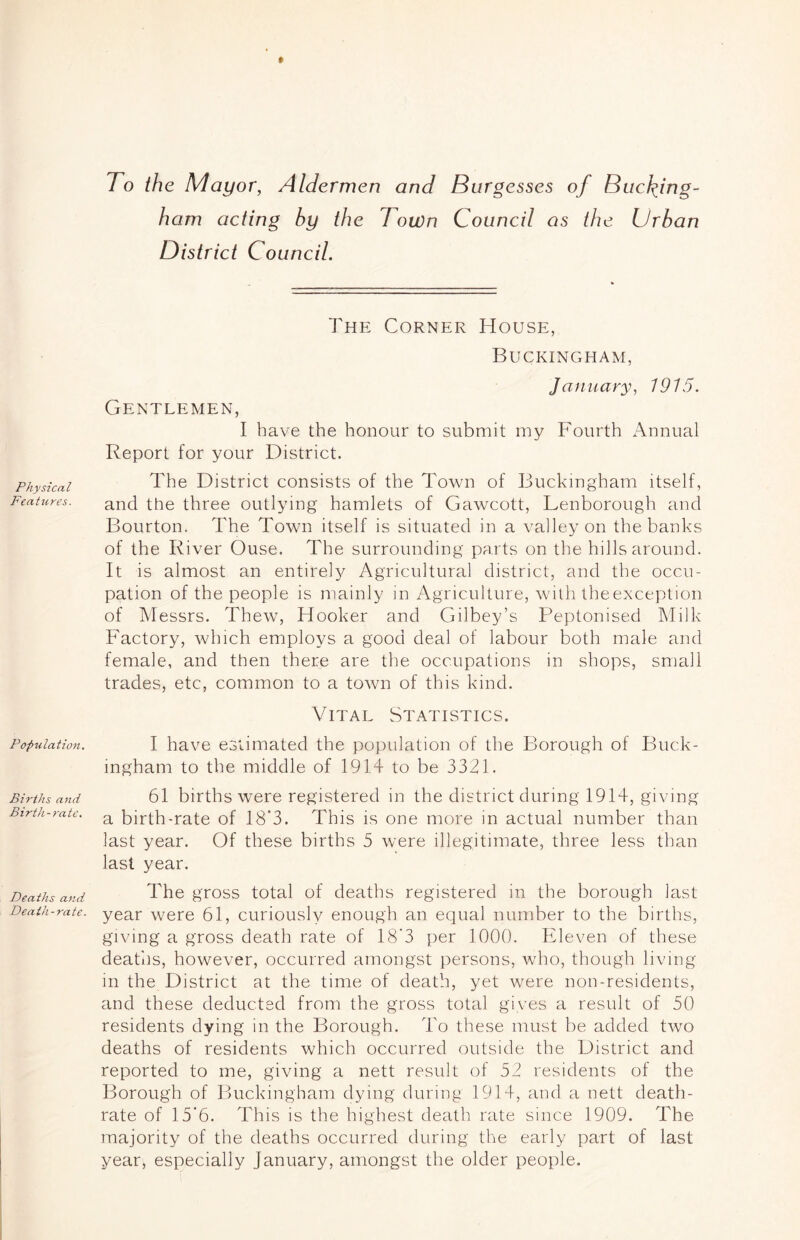 To the Mayor, Aldermen and Burgesses of Bucking-
ham acting by the Town Council as the Urban
District Council.
The Corner House,
Buckingham,
January, 1915.
Gentlemen,
I have the honour to submit my Fourth Annual
Report for your District.
Physical
Features.
The District consists of the Town of Buckingham itself,
and the three outlying hamlets of Gawcott, Lenborough and
Bourton. The Town itself is situated in a valley on the banks
of the River Ouse. The surrounding parts on the hills around.
It is almost an entirely Agricultural district, and the occu-
pation of the people is mainly in Agriculture, with theexception
of Messrs. Thew, Hooker and Gilbey's Peptonised Milk
Factory, which employs a good deal of labour both male and
female, and then there are the occupations in shops, small
trades, etc, common to a town of this kind.
Vital Statistics.
Population.
I have estimated the population of the Borough of Buck-
ingham to the middle of 1914 to be 3321.
Births and
Birth-rate.
61 births were registered in the district during 1914, giving
a birth-rate of 18·3. This is one more in actual number than
last year. Of these births 5 were illegitimate, three less than
last year.
Deaths and
Death-rate.
The gross total of deaths registered in the borough last
year were 61, curiously enough an equal number to the births,
giving a gross death rate of 18·3 per 1000. Eleven of these
deaths, however, occurred amongst persons, who, though living
in the District at the time of death, yet were non-residents,
and these deducted from the gross total gives a result of 50
residents dying in the Borough. To these must be added two
deaths of residents which occurred outside the District and
reported to me, giving a nett result of 52 residents of the
Borough of Buckingham dying during 1914, and a nett death-
rate of 15·6. This is the highest death rate since 1909. The
majority of the deaths occurred during the early part of last
year, especially January, amongst the older people.